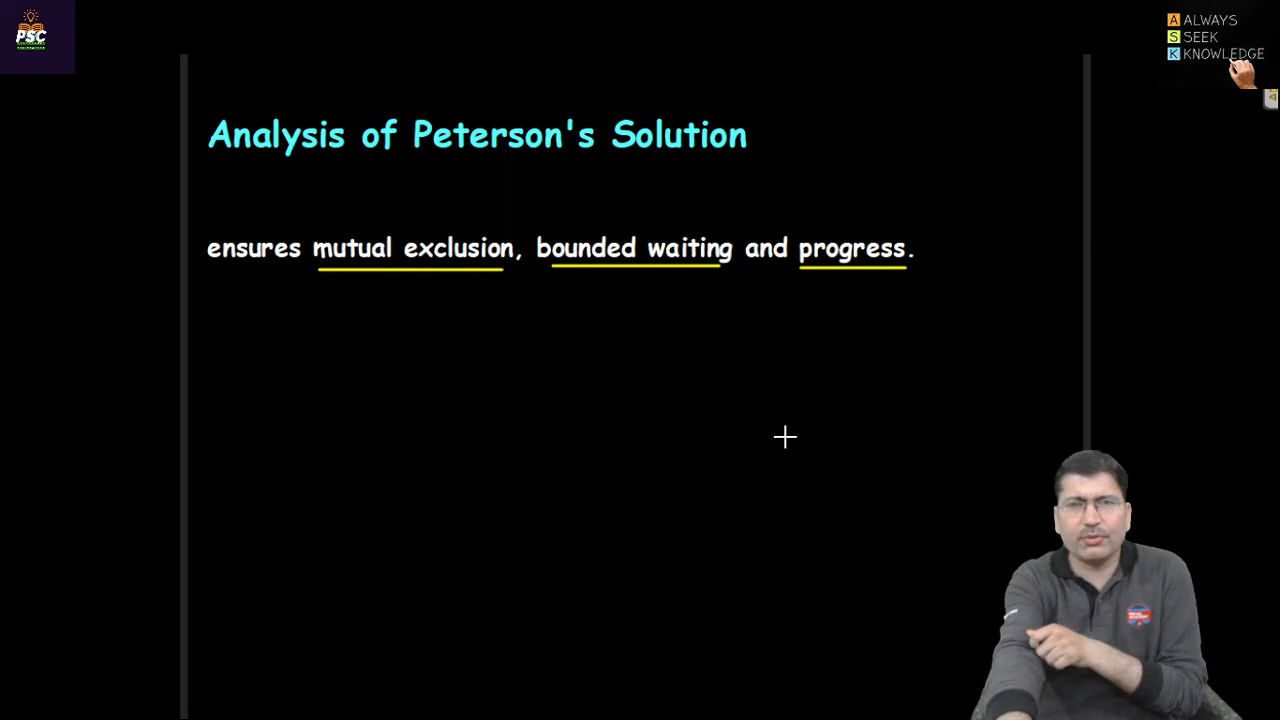 PSC
A ALWAYS
S SEEK
K KNOWLEDGE
Analysis of Peterson's Solution
ensures mutual exclusion, bounded waiting and progress.